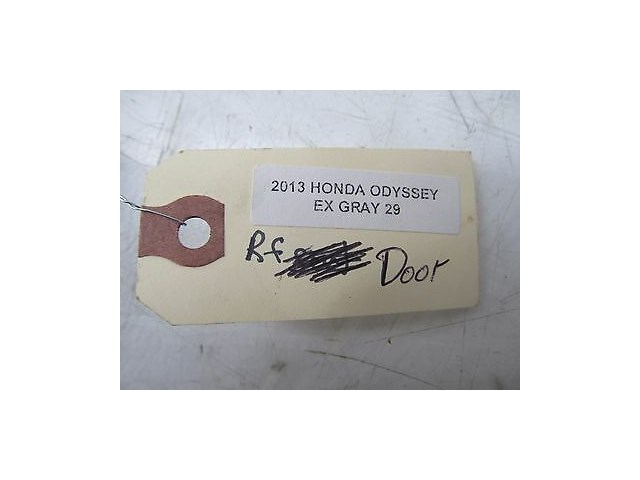 2013 HONDA ODYSSEY
EX GRAY 29
Rf Door